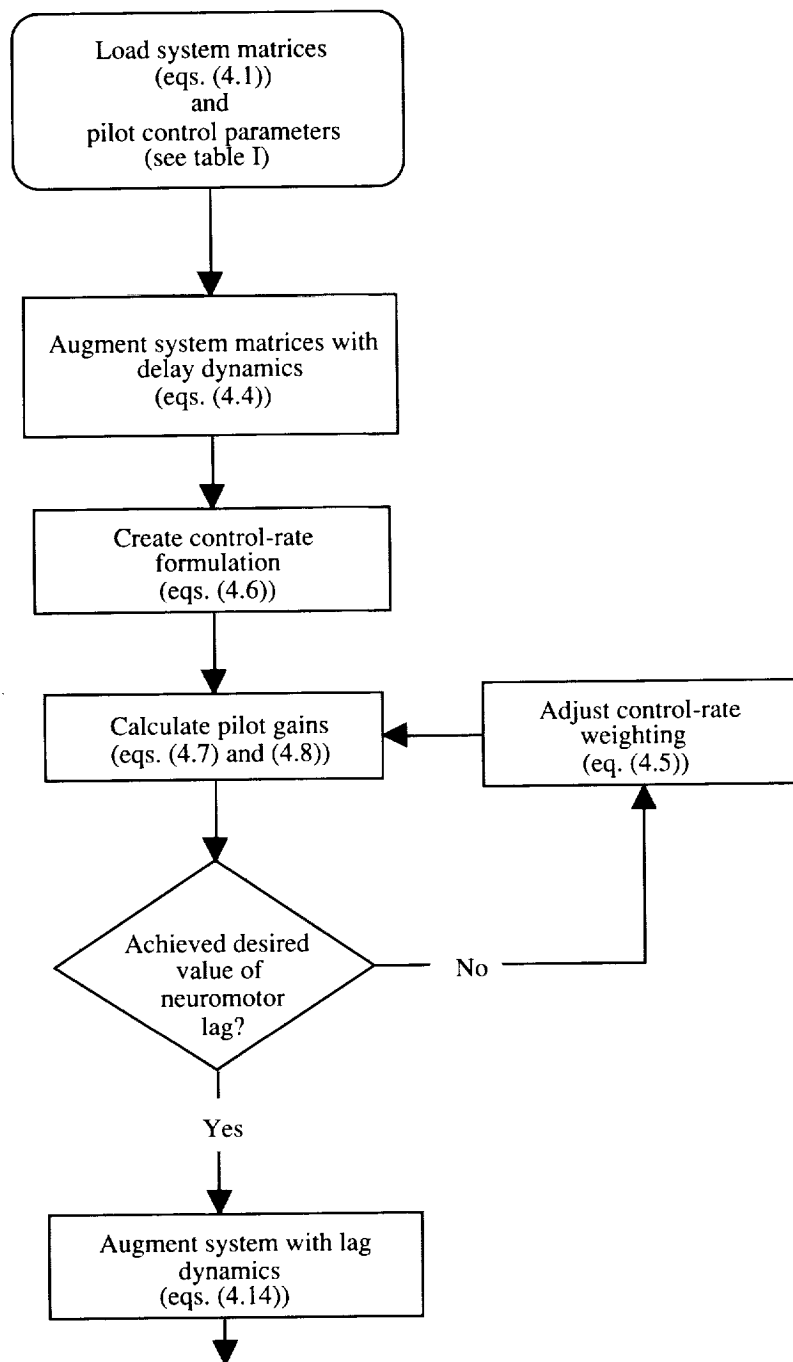 Load system matrices
(eqs. (4.1))
and
pilot control parameters
(see table I)
Augment system matrices with
delay dynamics
(eqs. (4.4))
Create control-rate
formulation
(eqs. (4.6))
Calculate pilot gains
(eqs. (4.7) and (4.8))
Adjust control-rate
weighting
(eq. (4.5))
Achieved desired
value of
neuromotor
lag?
No
Yes
Augment system with lag
dynamics
(eqs. (4.14))